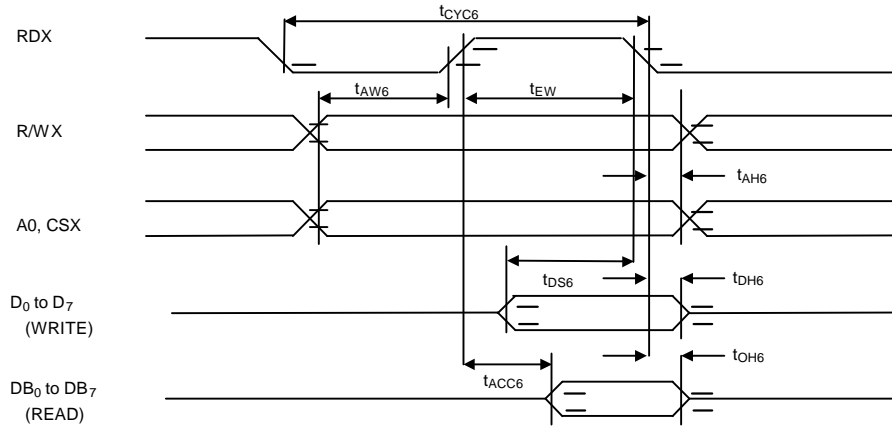 tCYC6
RDX
tAW6
tEW
R/WX
tAH6
A0, CSX
tDS6
tDH6
D0 to D7
(WRITE)
tOH6
tACC6
DB0 to DB7
(READ)